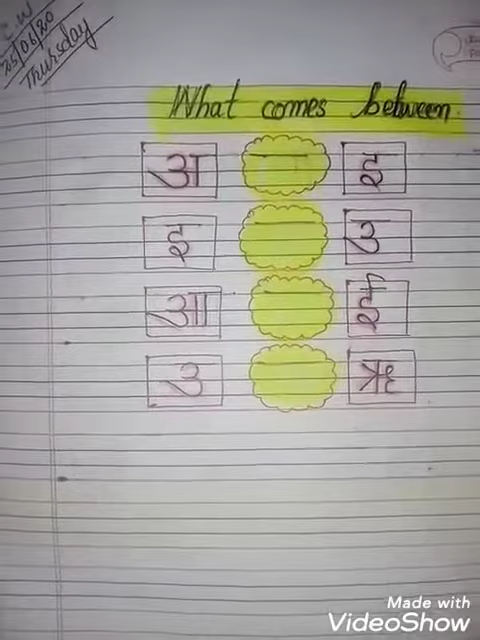 C.W
25/06/20
Thursday
What comes between
अ इ
इ उ
आ ई
उ ऋ
Made with
VideoShow